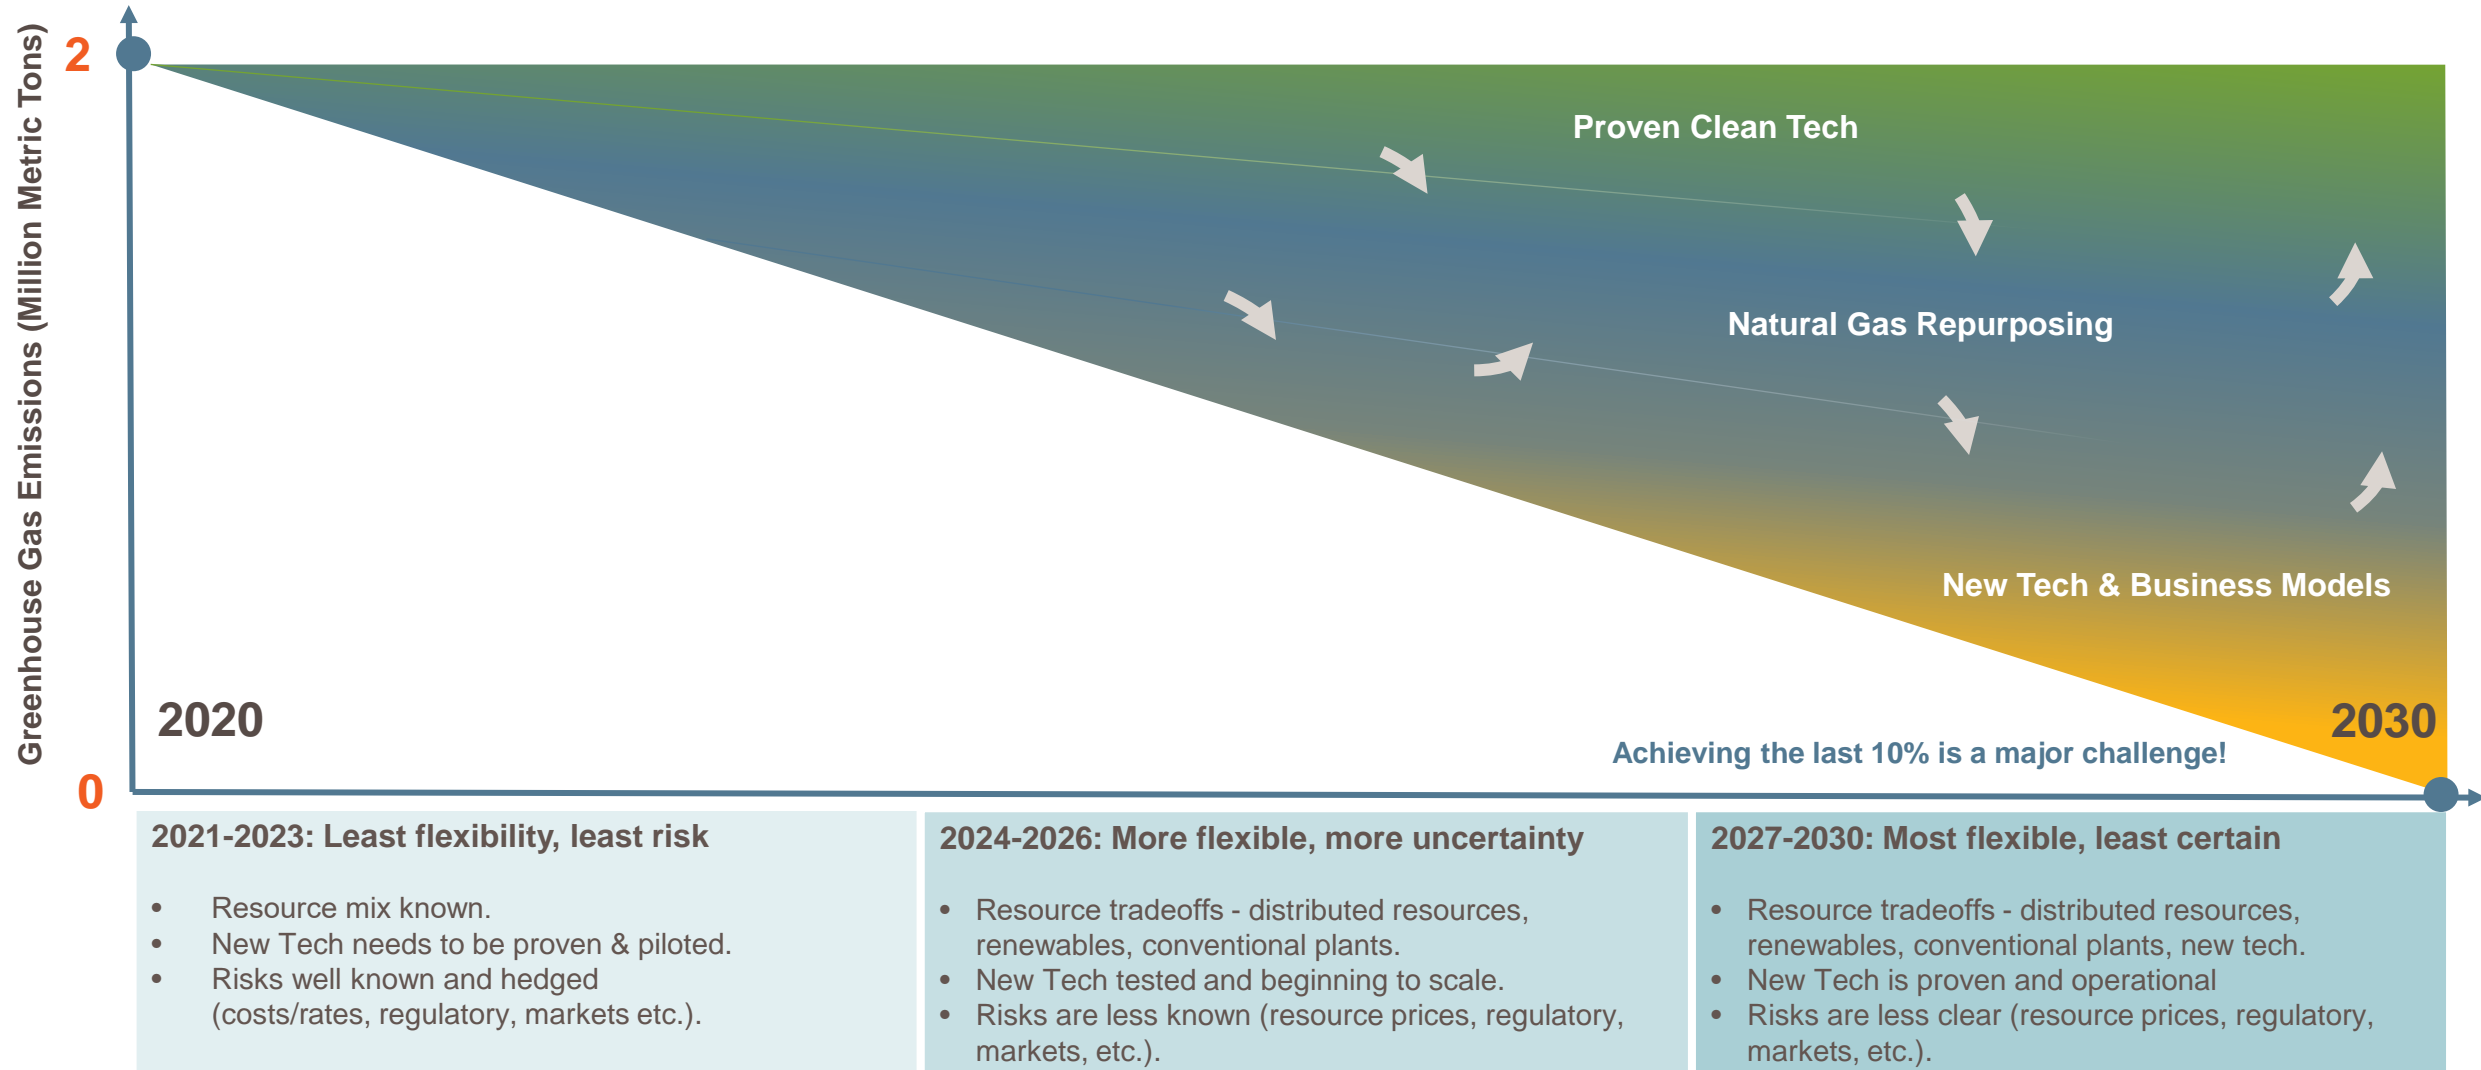 Greenhouse Gas Emissions (Million Metric Tons)
2
Proven Clean Tech
Natural Gas Repurposing
New Tech & Business Models
2020
2030
Achieving the last 10% is a major challenge!
0
2021-2023: Least flexibility, least risk
• Resource mix known.
• New Tech needs to be proven & piloted.
• Risks well known and hedged
(costs/rates, regulatory, markets etc.).
2024-2026: More flexible, more uncertainty
• Resource tradeoffs - distributed resources,
renewables, conventional plants.
• New Tech tested and beginning to scale.
• Risks are less known (resource prices, regulatory,
markets, etc.).
2027-2030: Most flexible, least certain
• Resource tradeoffs - distributed resources,
renewables, conventional plants, new tech.
• New Tech is proven and operational
• Risks are less clear (resource prices, regulatory,
markets, etc.).